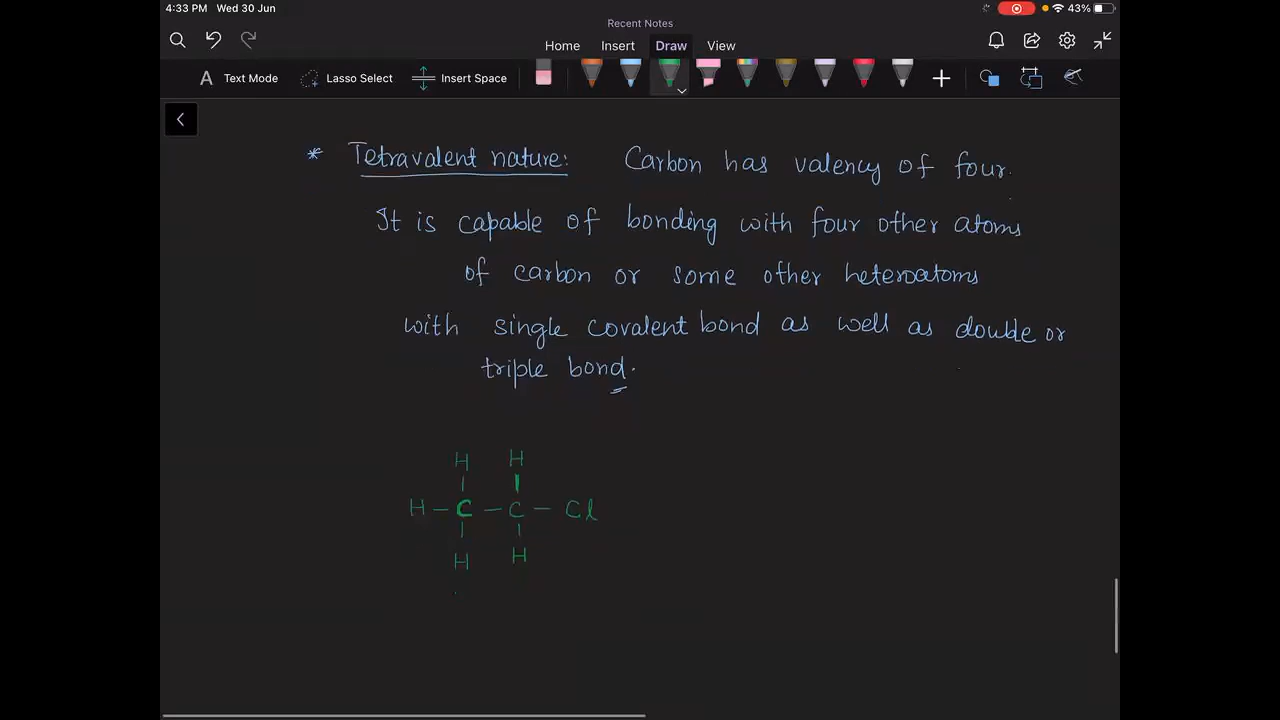 4:33 PM Wed 30 Jun 43%
Recent Notes
Home Insert Draw View
A Text Mode Lasso Select Insert Space
* Tetravalent nature: Carbon has valency of four.
It is capable of bonding with four other atoms
of carbon or some other heteroatoms
with single covalent bond as well as double or
triple bond.
H H
H - C - C - Cl
H H